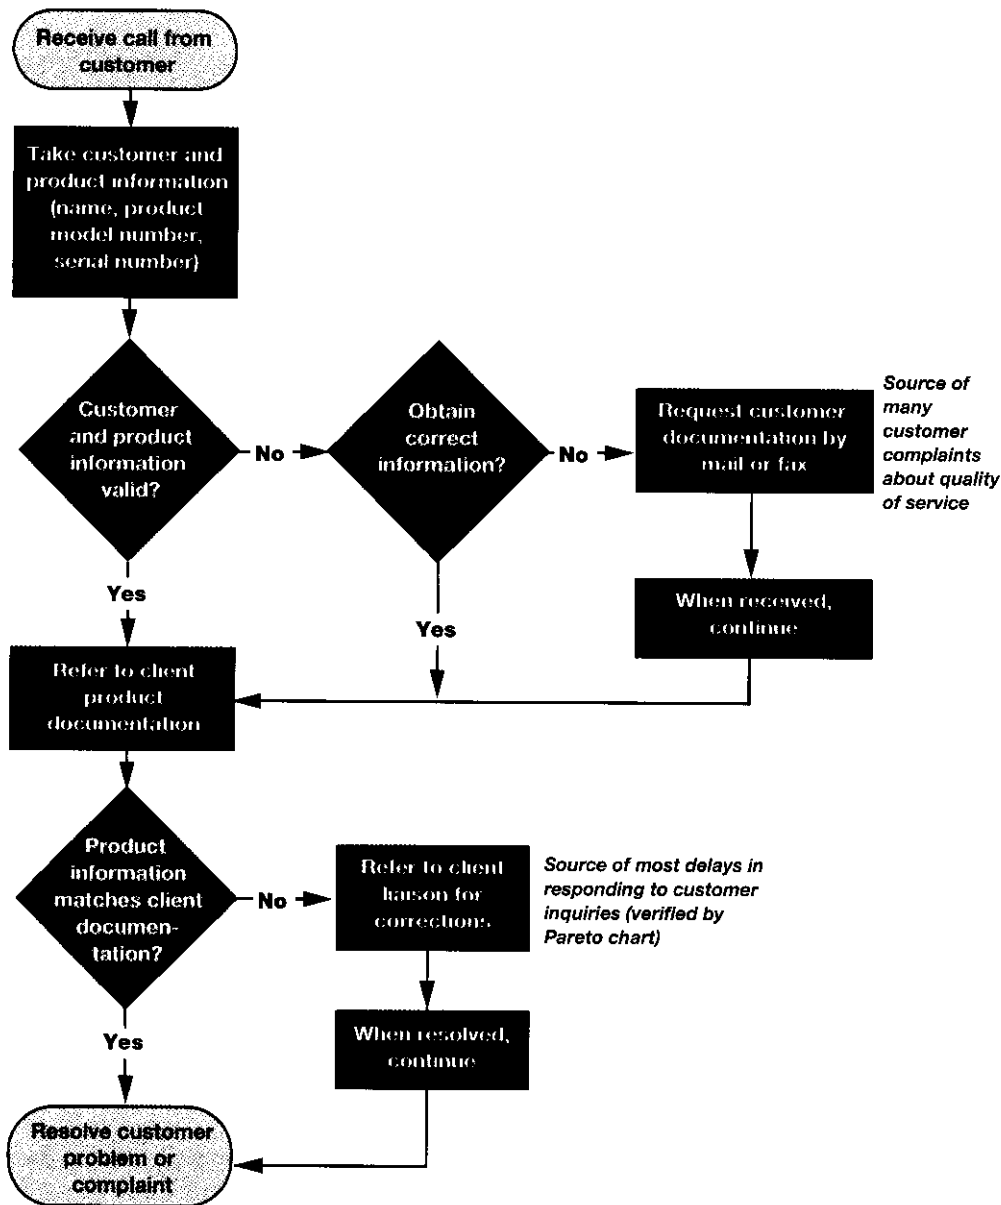 Receive call from
customer
Take customer and
product information
(name, product
model number,
serial number)
Customer
and product
information
valid?
No
Obtain
correct
information?
No
Request customer
documentation by
mail or fax
Source of
many
customer
complaints
about quality
of service
Yes
Yes
When received,
continue
Refer to client
product
documentation
Product
information
matches client
documen-
tation?
No
Refer to client
liaison for
corrections
Source of most delays in
responding to customer
inquiries (verified by
Pareto chart)
Yes
When resolved,
continue
Resolve customer
problem or
complaint